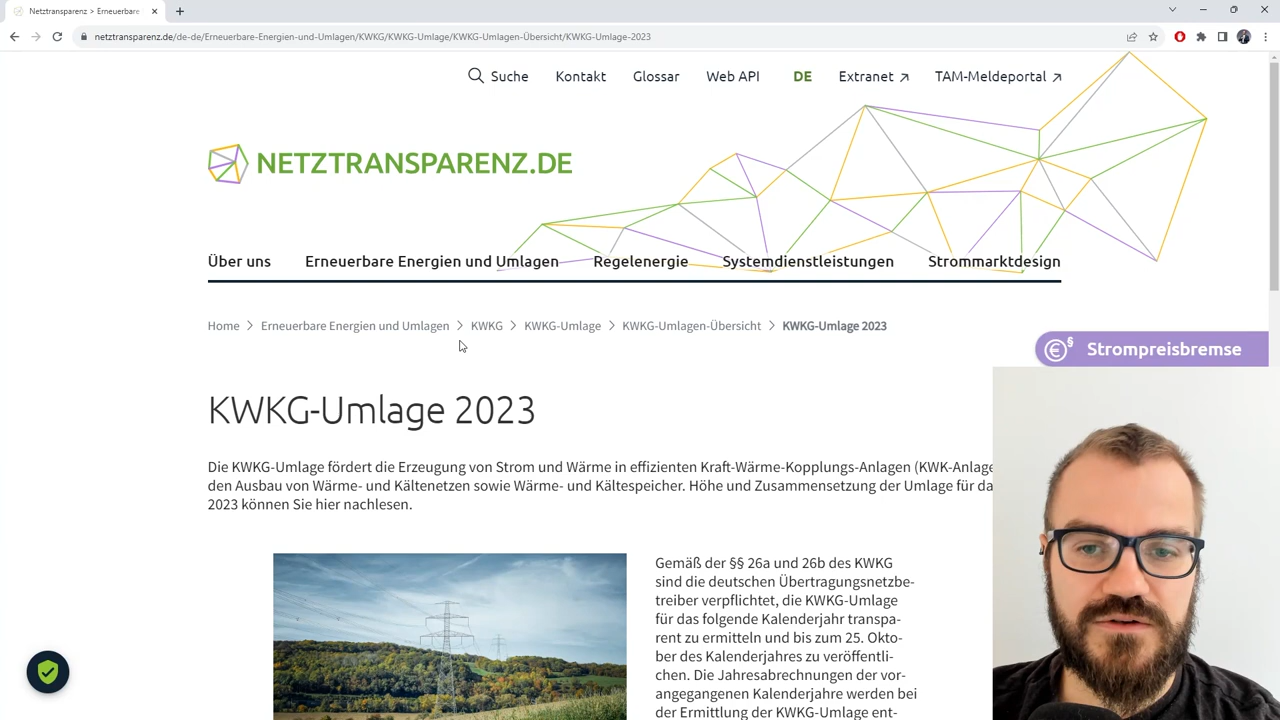 Netztransparenz > Erneuerbare
netztransparenz.de/de-de/Erneuerbare-Energien-und-Umlagen/KWKG/KWKG-Umlage/KWKG-Umlagen-Übersicht/KWKG-Umlage-2023
Suche Kontakt Glossar Web API DE Extranet ↗ TAM-Meldeportal ↗
NETZTRANSPARENZ.DE
Über uns Erneuerbare Energien und Umlagen Regelenergie Systemdienstleistungen Strommarktdesign
Home > Erneuerbare Energien und Umlagen > KWKG > KWKG-Umlage > KWKG-Umlagen-Übersicht > KWKG-Umlage 2023
€§ Strompreisbremse
KWKG-Umlage 2023
Die KWKG-Umlage fördert die Erzeugung von Strom und Wärme in effizienten Kraft-Wärme-Kopplungs-Anlagen (KWK-Anlage
den Ausbau von Wärme- und Kältenetzen sowie Wärme- und Kältespeicher. Höhe und Zusammensetzung der Umlage für da
2023 können Sie hier nachlesen.
Gemäß der §§ 26a und 26b des KWKG
sind die deutschen Übertragungsnetzbe-
treiber verpflichtet, die KWKG-Umlage
für das folgende Kalenderjahr transpa-
rent zu ermitteln und bis zum 25. Okto-
ber des Kalenderjahres zu veröffentli-
chen. Die Jahresabrechnungen der vor-
angegangenen Kalenderjahre werden bei
der Ermittlung der KWKG-Umlage ent-